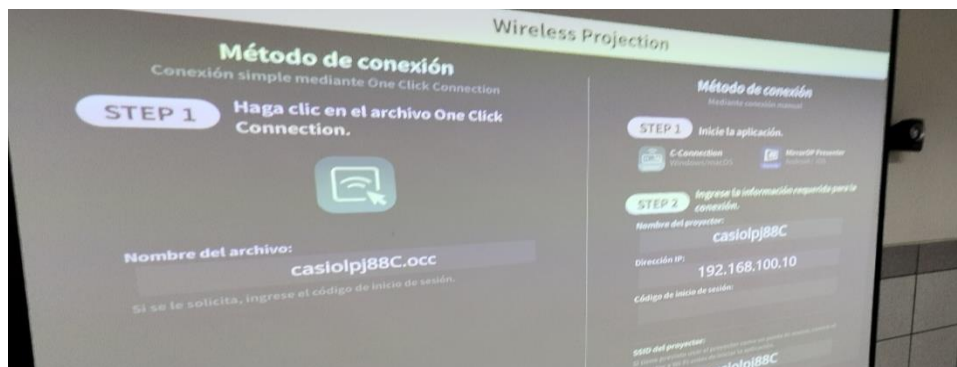 Wireless Projection
Método de conexión
Conexión simple mediante One Click Connection
STEP 1
Haga clic en el archivo One Click
Connection.
Nombre del archivo:
casiolpj88C.occ
Si se le solicita, ingrese el código de inicio de sesión.
Método de conexión
Mediante conexión manual
STEP 1
Inicie la aplicación.
C-Connection
Windows/macOS
MirrorOP Presenter
Android / iOS
STEP 2
Ingrese la información requerida para la
conexión.
Nombre del proyector:
casiolpj88C
Dirección IP:
192.168.100.10
Código de inicio de sesión:
SSID del proyector:
casiolpj88C